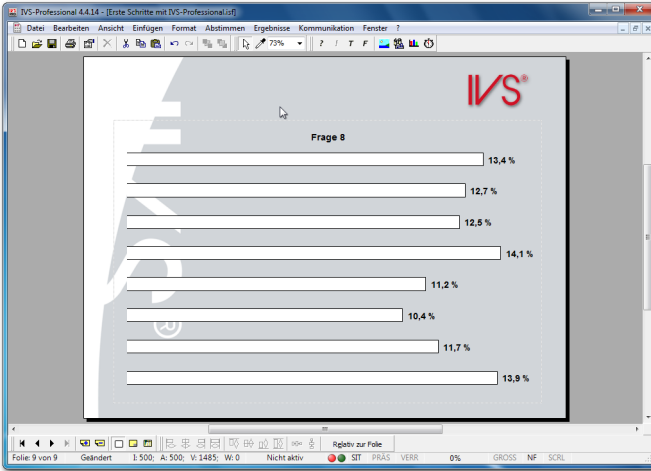 IVS-Professional 4.4.14 - [Erste Schritte mit IVS-Professional.isf]
Datei Bearbeiten Ansicht Einfügen Format Abstimmen Ergebnisse Kommunikation Fenster ?
73% ? ! T F
IVS®
Frage 8
13,4 %
12,7 %
12,5 %
14,1 %
11,2 %
10,4 %
11,7 %
13,9 %
®
Relativ zur Folie
Folie: 9 von 9 Geändert I: 500; A: 500; V: 1485; W: 0 Nicht aktiv SIT PRÄS VERR 0% GROSS NF SCRL